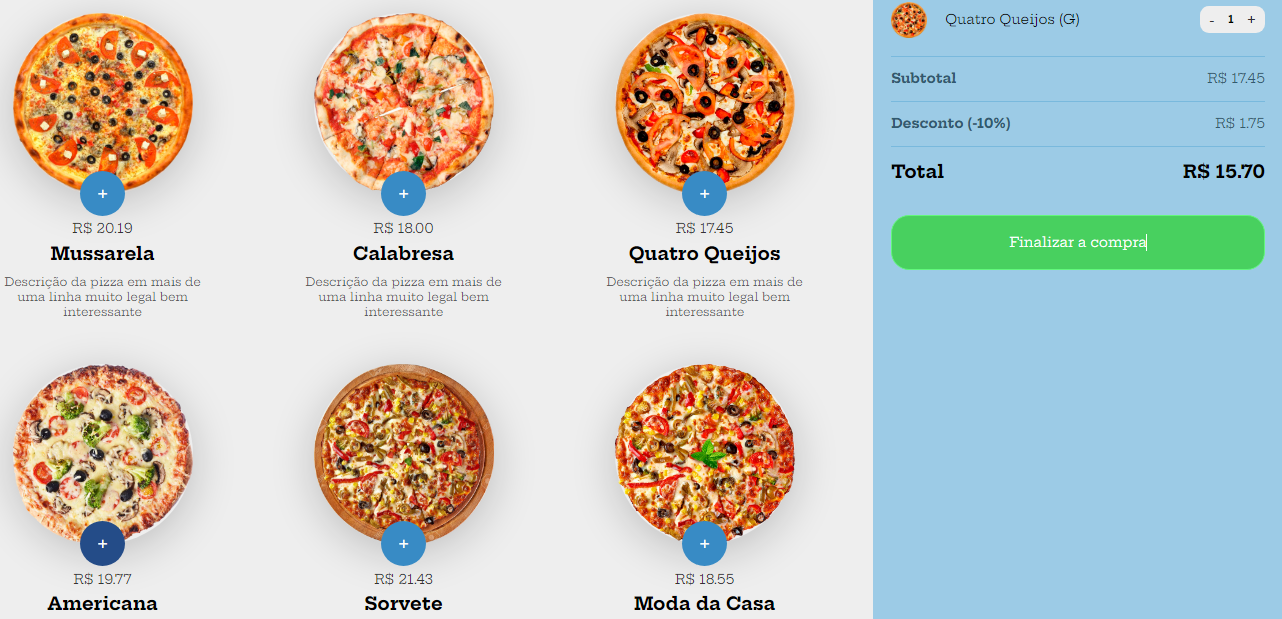 +
R$ 20.19
Mussarela
Descrição da pizza em mais de
uma linha muito legal bem
interessante
+
R$ 18.00
Calabresa
Descrição da pizza em mais de
uma linha muito legal bem
interessante
+
R$ 17.45
Quatro Queijos
Descrição da pizza em mais de
uma linha muito legal bem
interessante
+
R$ 19.77
Americana
+
R$ 21.43
Sorvete
+
R$ 18.55
Moda da Casa
Quatro Queijos (G) - 1 +
Subtotal R$ 17.45
Desconto (-10%) R$ 1.75
Total R$ 15.70
Finalizar a compra